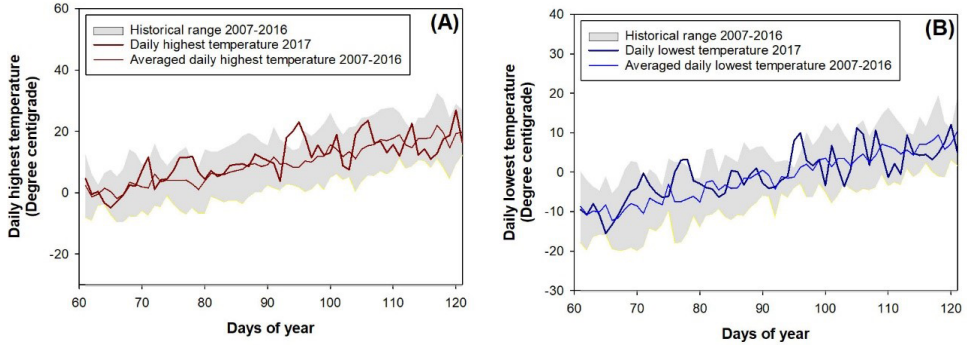 (A)
Historical range 2007-2016
Daily highest temperature 2017
Averaged daily highest temperature 2007-2016
Daily highest temperature
(Degree centigrade)
60
40
20
0
-20
60 70 80 90 100 110 120
Days of year
(B)
Historical range 2007-2016
Daily lowest temperature 2017
Averaged daily lowest temperature 2007-2016
Daily lowest temperature
(Degree centigrade)
40
30
20
10
0
-10
-20
-30
60 70 80 90 100 110 120
Days of year